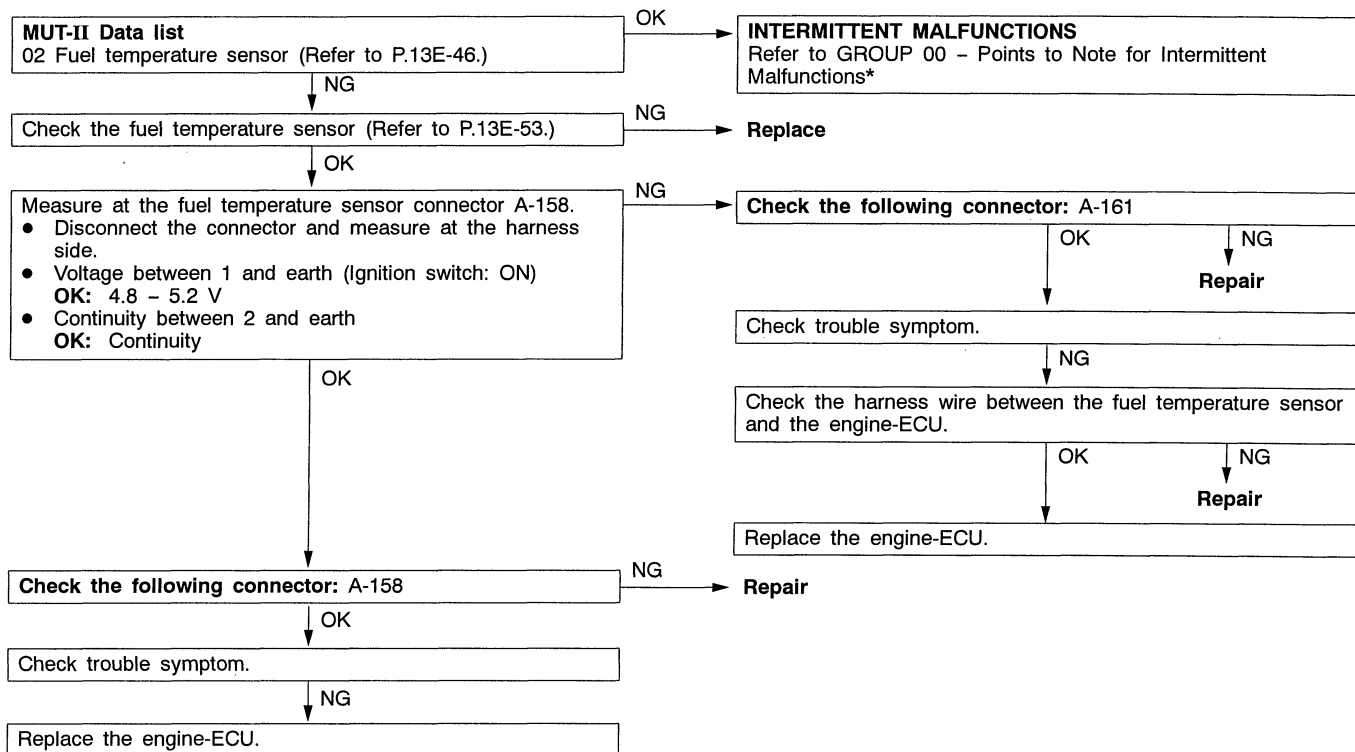 MUT-II Data list
02 Fuel temperature sensor (Refer to P.13E-46.)
OK
INTERMITTENT MALFUNCTIONS
Refer to GROUP 00 – Points to Note for Intermittent
Malfunctions*
NG
Check the fuel temperature sensor (Refer to P.13E-53.)
NG
Replace
OK
Measure at the fuel temperature sensor connector A-158.
● Disconnect the connector and measure at the harness
side.
● Voltage between 1 and earth (Ignition switch: ON)
OK: 4.8 – 5.2 V
● Continuity between 2 and earth
OK: Continuity
NG
Check the following connector: A-161
OK
NG
Repair
Check trouble symptom.
NG
Check the harness wire between the fuel temperature sensor
and the engine-ECU.
OK
NG
Repair
Replace the engine-ECU.
OK
Check the following connector: A-158
NG
Repair
OK
Check trouble symptom.
NG
Replace the engine-ECU.